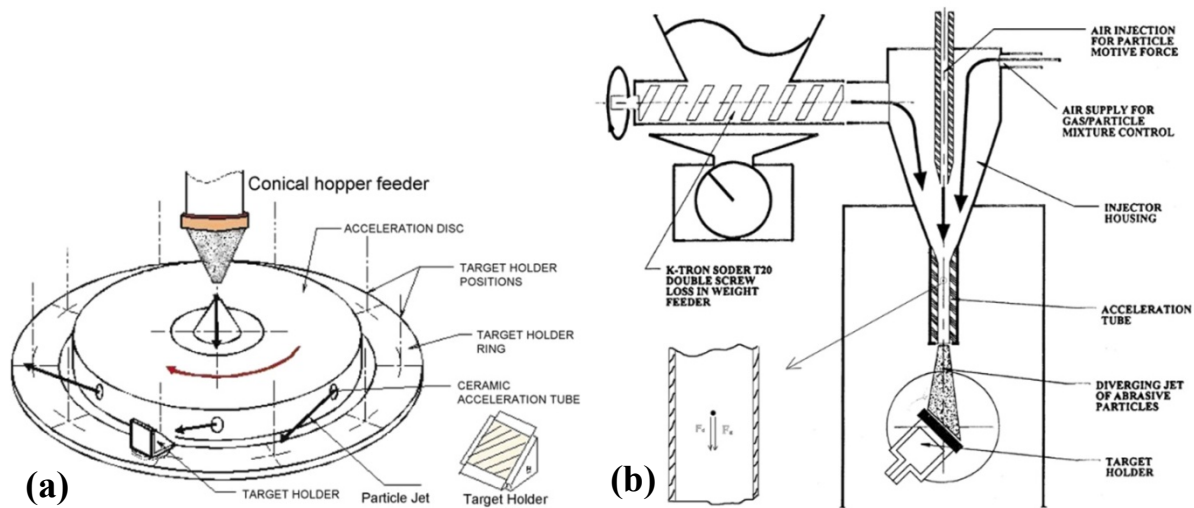 Conical hopper feeder
ACCELERATION DISC
TARGET HOLDER
POSITIONS
TARGET HOLDER
RING
CERAMIC
ACCELERATION TUBE
TARGET HOLDER
Particle Jet
Target Holder
(a)
AIR INJECTION
FOR PARTICLE
MOTIVE FORCE
AIR SUPPLY FOR
GAS/PARTICLE
MIXTURE CONTROL
INJECTOR
HOUSING
K-TRON SODER T20
DOUBLE SCREW
LOSS IN WEIGHT
FEEDER
ACCELERATION
TUBE
DIVERGING JET
OF ABRASIVE
PARTICLES
TARGET
HOLDER
(b)